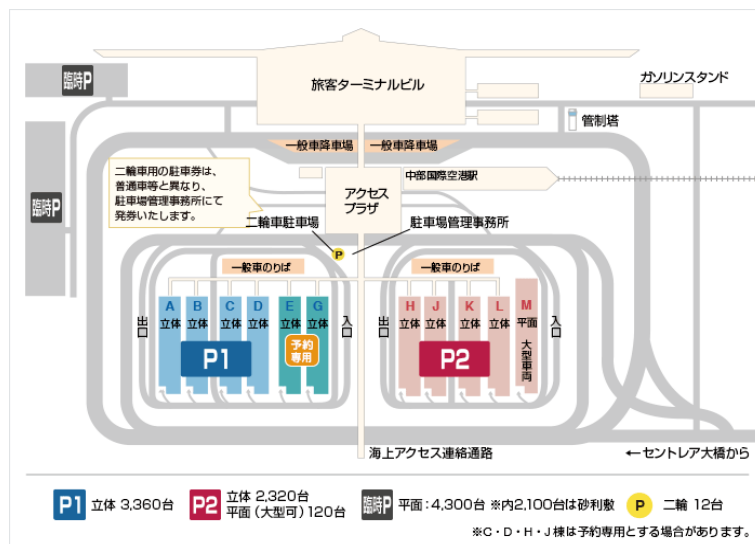 臨時P
旅客ターミナルビル
ガソリンスタンド
管制塔
一般車降車場
一般車降車場
二輪車用の駐車券は、
普通車等と異なり、
駐車場管理事務所にて
発券いたします。
中部国際空港駅
アクセス
プラザ
臨時P
二輪車駐車場
駐車場管理事務所
P
一般車のりば
一般車のりば
A 立体
B 立体
C 立体
D 立体
E 立体
G 立体
H 立体
J 立体
K 立体
L 立体
M 平面 大型車両
出口
入口
出口
入口
予約
専用
P1
P2
海上アクセス連絡通路
←セントレア大橋から
P1 立体 3,360台
P2 立体 2,320台
平面(大型可)120台
臨時P 平面:4,300台 ※内2,100台は砂利敷
P 二輪 12台
※C・D・H・J 棟は予約専用とする場合があります。